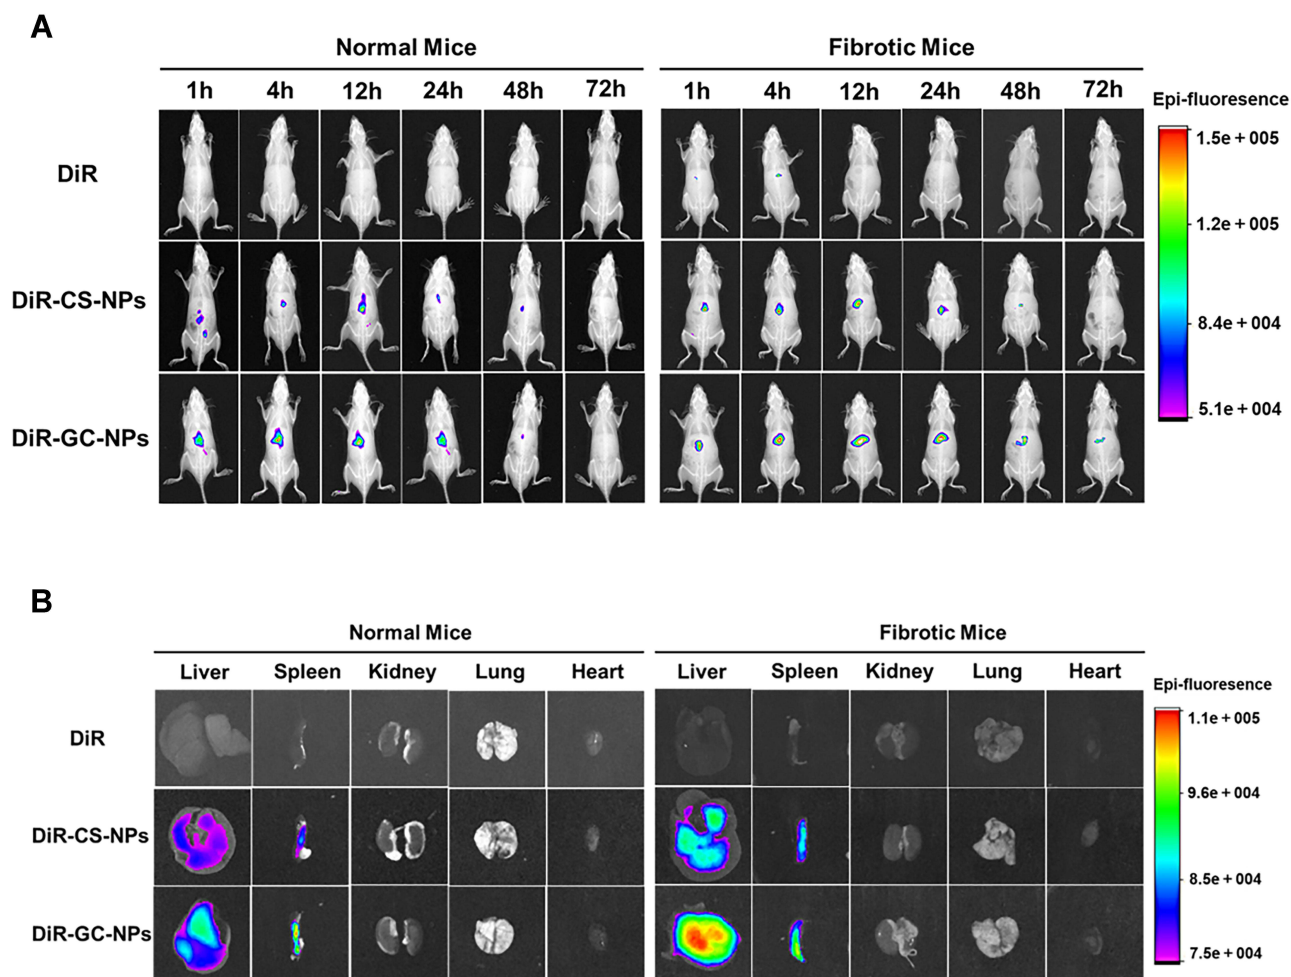 A
Normal Mice Fibrotic Mice
1h 4h 12h 24h 48h 72h 1h 4h 12h 24h 48h 72h
Epi-fluoresence
1.5e + 005
DiR
1.2e + 005
DiR-CS-NPs
8.4e + 004
5.1e + 004
DiR-GC-NPs
B
Normal Mice Fibrotic Mice
Liver Spleen Kidney Lung Heart Liver Spleen Kidney Lung Heart
Epi-fluoresence
1.1e + 005
DiR
9.6e + 004
DiR-CS-NPs
8.5e + 004
DiR-GC-NPs
7.5e + 004